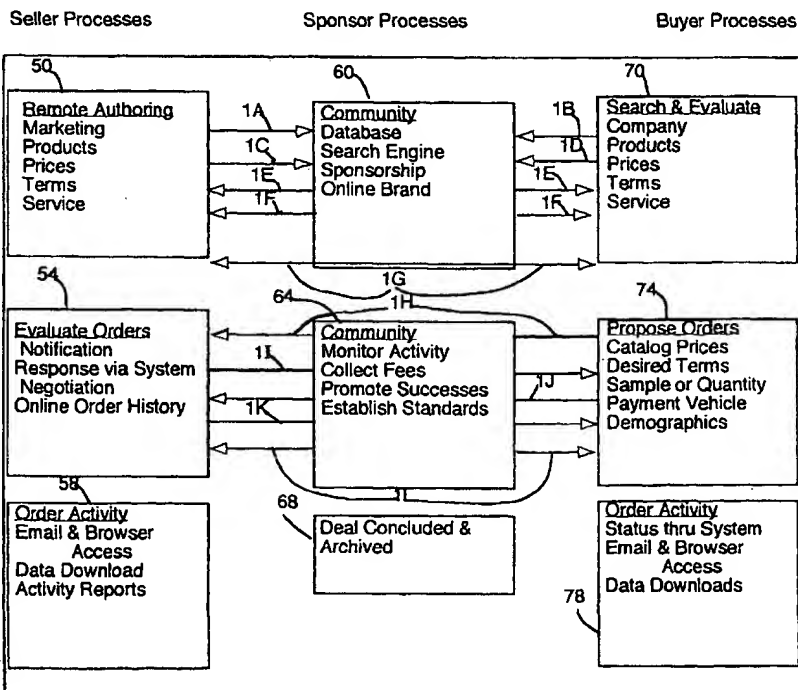 Seller Processes
Sponsor Processes
Buyer Processes
50
60
70
Remote Authoring
Marketing
Products
Prices
Terms
Service
1A
1C
1E
1F
Community
Database
Search Engine
Sponsorship
Online Brand
1B
1D
1E
1F
Search & Evaluate
Company
Products
Prices
Terms
Service
1G
1H
54
64
74
Evaluate Orders
Notification
Response via System
Negotiation
Online Order History
1I
1K
Community
Monitor Activity
Collect Fees
Promote Successes
Establish Standards
1J
Propose Orders
Catalog Prices
Desired Terms
Sample or Quantity
Payment Vehicle
Demographics
1L
58
68
78
Order Activity
Email & Browser
Access
Data Download
Activity Reports
Deal Concluded &
Archived
Order Activity
Status thru System
Email & Browser
Access
Data Downloads